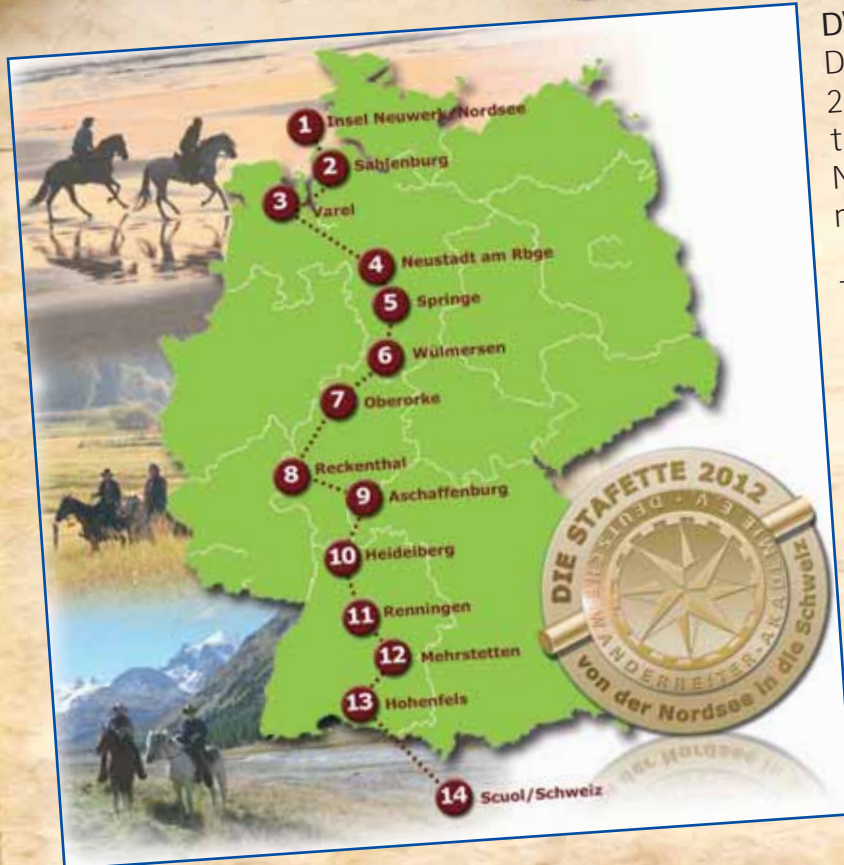 1 Insel Neuwerk/Nordsee
2 Sahlenburg
3 Varel
4 Neustadt am Rbge
5 Springe
6 Wülmersen
7 Oberorke
8 Reckenthal
9 Aschaffenburg
10 Heidelberg
11 Renningen
12 Mehrstetten
13 Hohenfels
14 Scuol/Schweiz
DIE STAFETTE 2012
DEUTSCHE WANDERREITER-AKADEMIE E.V.
von der Nordsee in die Schweiz